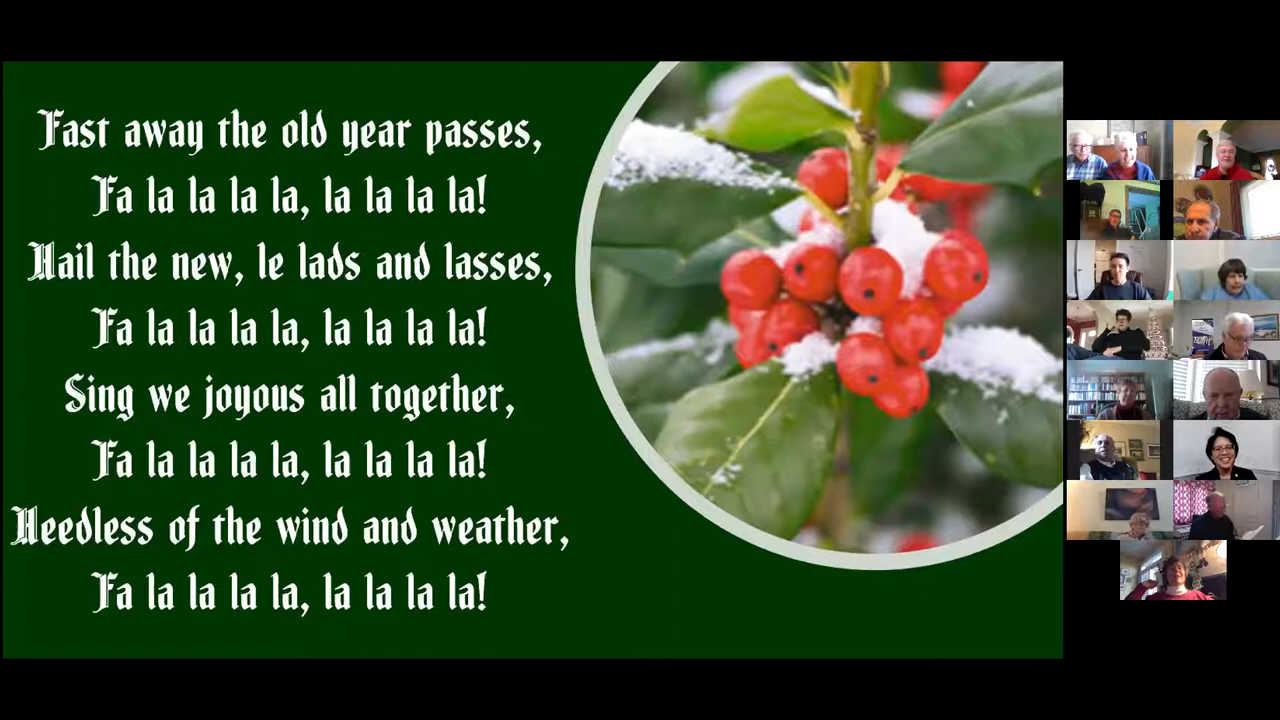 Fast away the old year passes,
Fa la la la la, la la la la!
Hail the new, le lads and lasses,
Fa la la la la, la la la la!
Sing we joyous all together,
Fa la la la la, la la la la!
Heedless of the wind and weather,
Fa la la la la, la la la la!